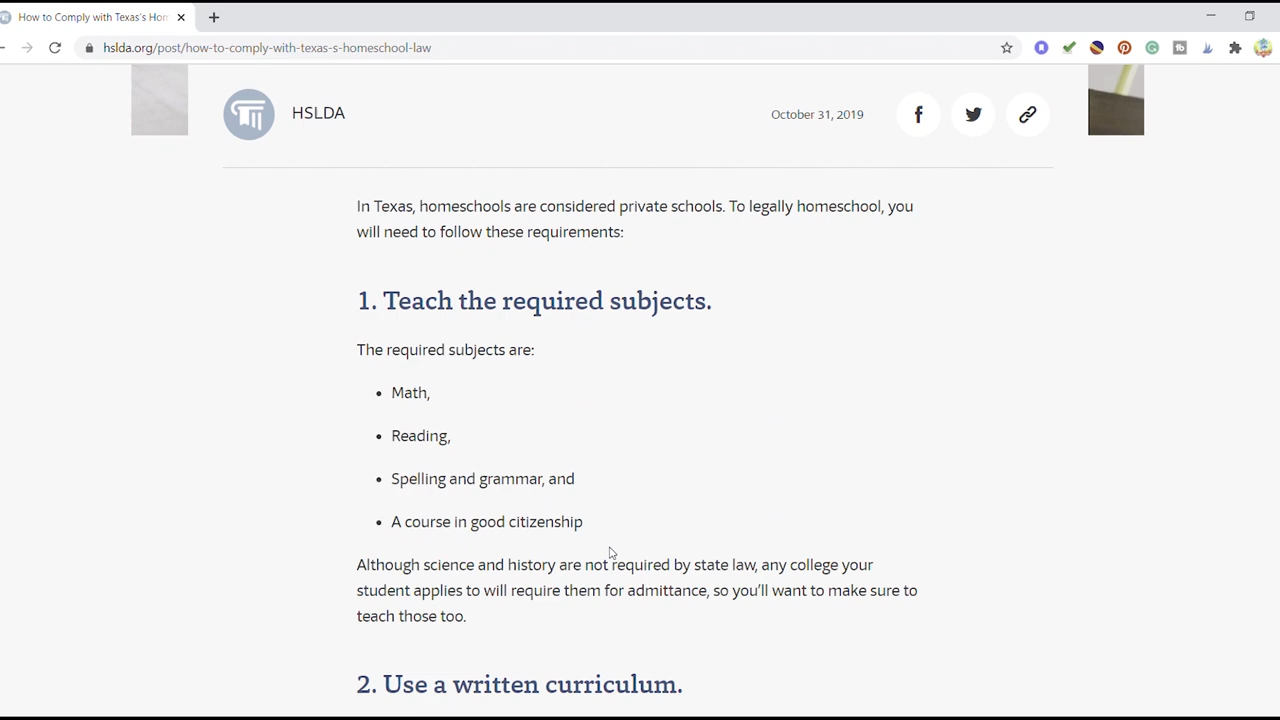 How to Comply with Texas's Hom
hslda.org/post/how-to-comply-with-texas-s-homeschool-law
HSLDA
October 31, 2019
In Texas, homeschools are considered private schools. To legally homeschool, you
will need to follow these requirements:
1. Teach the required subjects.
The required subjects are:
• Math,
• Reading,
• Spelling and grammar, and
• A course in good citizenship
Although science and history are not required by state law, any college your
student applies to will require them for admittance, so you'll want to make sure to
teach those too.
2. Use a written curriculum.